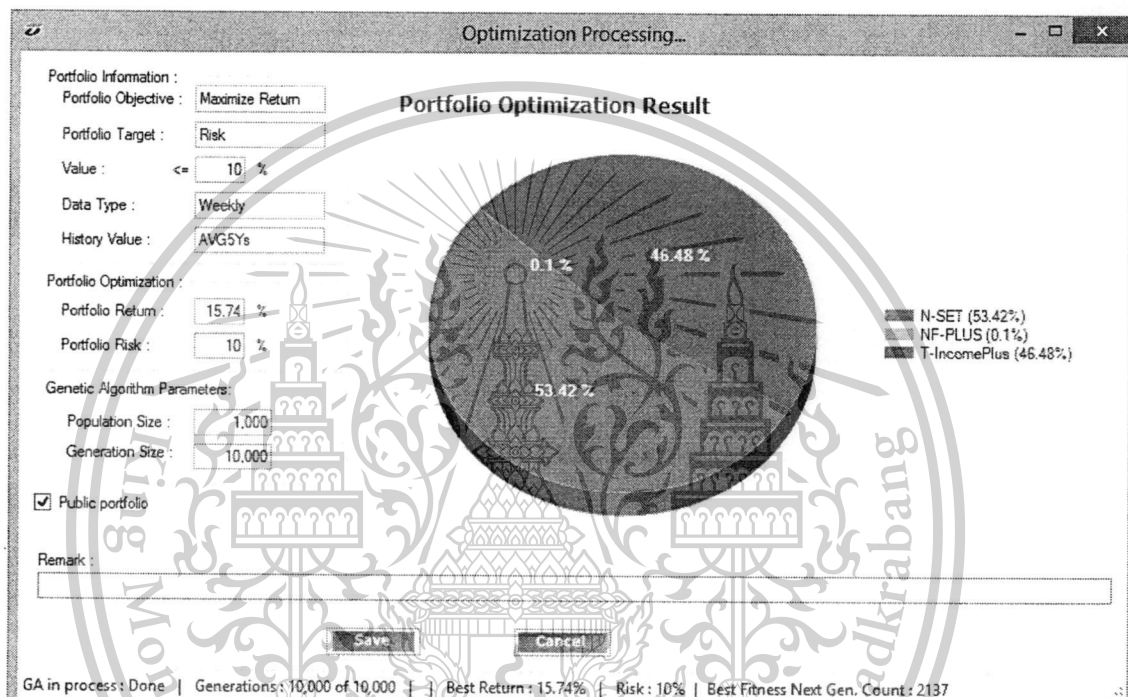 Optimization Processing...
Portfolio Information :
Portfolio Objective : Maximize Return
Portfolio Target : Risk
Value : <= 10 %
Data Type : Weekly
History Value : AVG5Ys
Portfolio Optimization :
Portfolio Return : 15.74 %
Portfolio Risk : 10 %
Genetic Algorithm Parameters:
Population Size : 1,000
Generation Size : 10,000
Public portfolio
Remark :
Portfolio Optimization Result
46.48 %
0.1 %
53.42 %
N-SET (53.42%)
NF-PLUS (0.1%)
T-IncomePlus (46.48%)
Save
Cancel
GA in process : Done | Generations : 10,000 of 10,000 | | Best Return : 15.74% | Risk : 10% | Best Fitness Next Gen. Count : 2137
King Mon
adkrabang